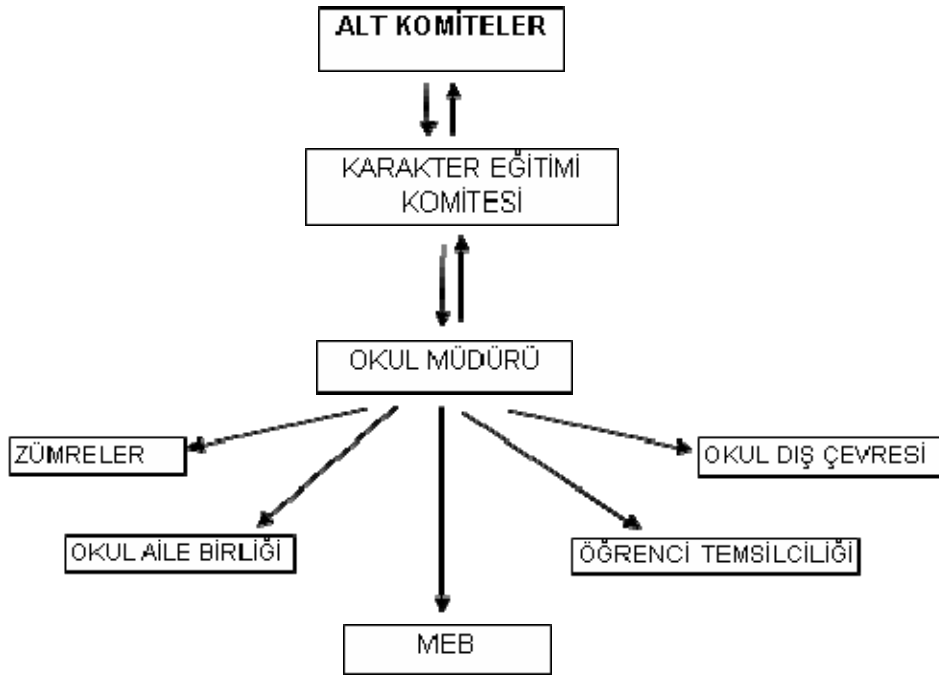 ALT KOMİTELER
KARAKTER EĞİTİMİ
KOMİTESİ
OKUL MÜDÜRÜ
ZÜMRELER
OKUL DIŞ ÇEVRESİ
OKUL AİLE BİRLİĞİ
ÖĞRENCİ TEMSİLCİLİĞİ
MEB